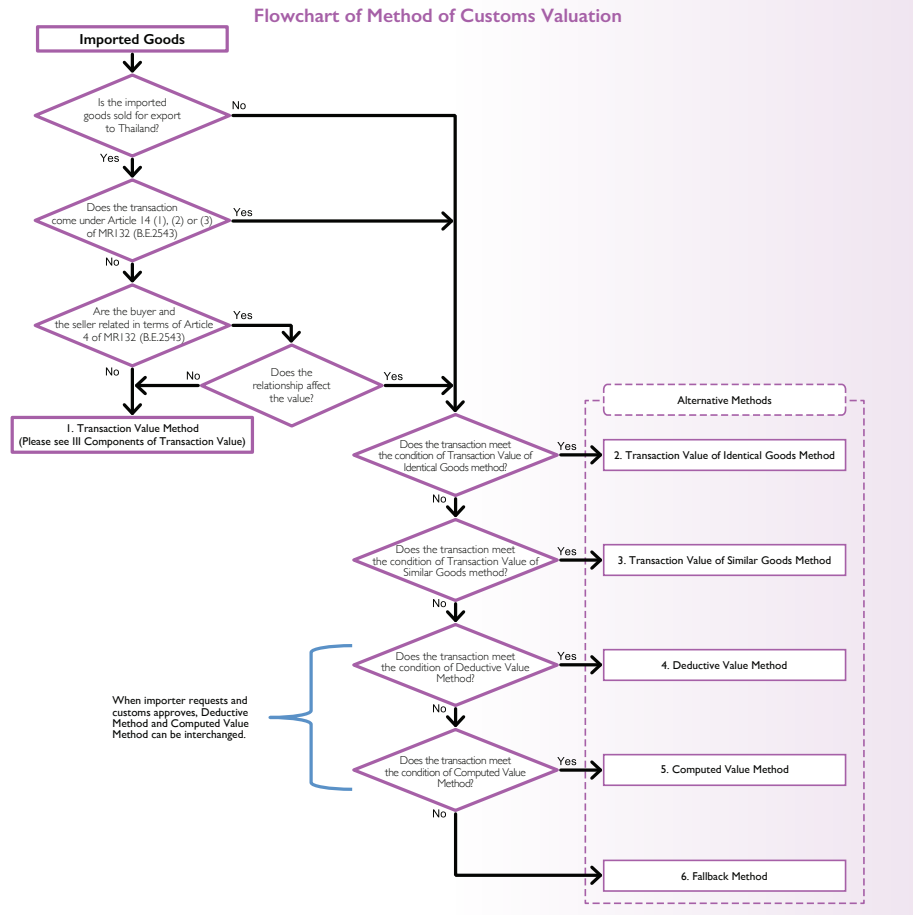 Flowchart of Method of Customs Valuation
Imported Goods
Is the imported
goods sold for export
to Thailand?
No
Yes
Does the transaction
come under Article 14 (1), (2) or (3)
of MR132 (B.E.2543)
Yes
No
Are the buyer and
the seller related in terms of Article
4 of MR132 (B.E.2543)
Yes
No
Does the
relationship affect
the value?
No
Yes
1. Transaction Value Method
(Please see III Components of Transaction Value)
Alternative Methods
Does the transaction meet
the condition of Transaction Value of
Identical Goods method?
Yes
2. Transaction Value of Identical Goods Method
No
Does the transaction meet
the condition of Transaction Value of
Similar Goods method?
Yes
3. Transaction Value of Similar Goods Method
No
Does the transaction meet
the condition of Deductive Value
Method?
Yes
4. Deductive Value Method
No
When importer requests and
customs approves, Deductive
Method and Computed Value
Method can be interchanged.
Does the transaction meet
the condition of Computed Value
Method?
Yes
5. Computed Value Method
No
6. Fallback Method